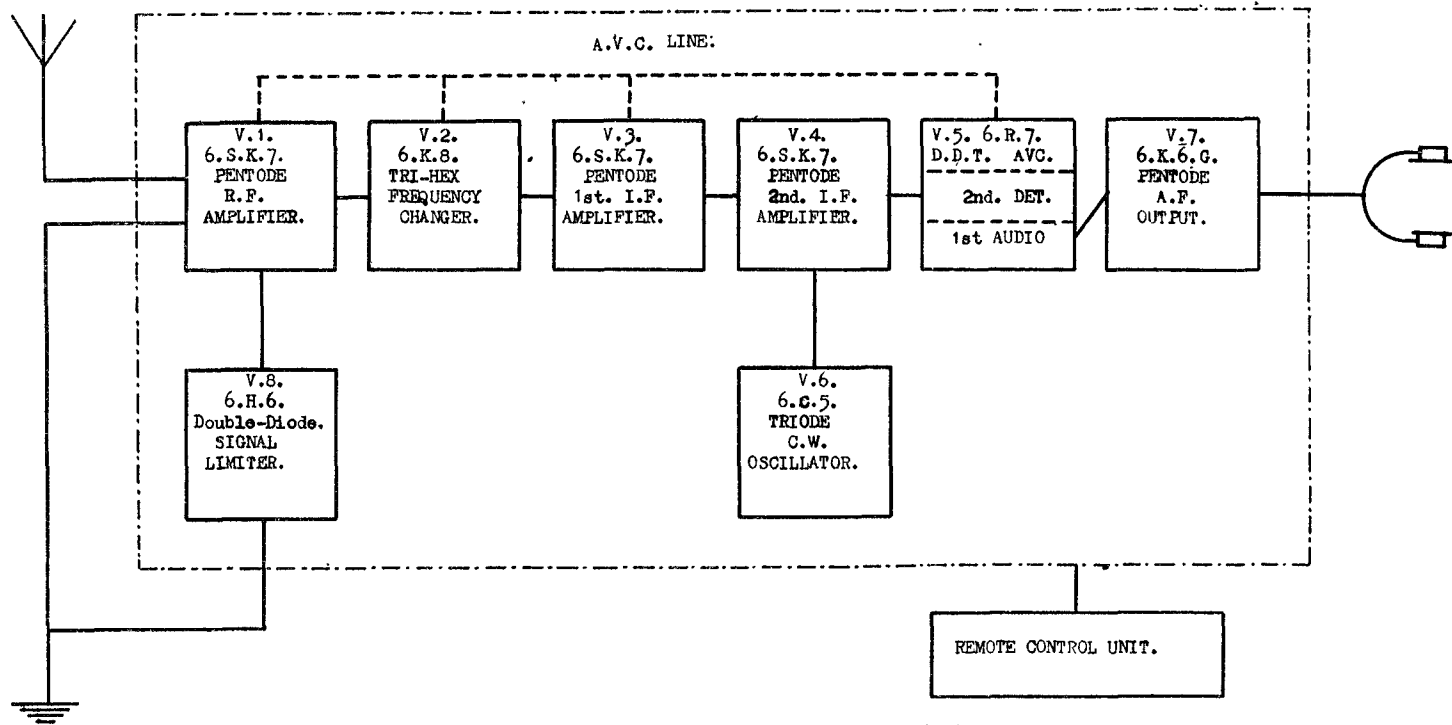 A.V.C. LINE:
V.1.
6.S.K.7.
PENTODE
R.F.
AMPLIFIER.
V.2.
6.K.8.
TRI-HEX
FREQUENCY
CHANGER.
V.3.
6.S.K.7.
PENTODE
1st. I.F.
AMPLIFIER.
V.4.
6.S.K.7.
PENTODE
2nd. I.F.
AMPLIFIER.
V.5. 6.R.7.
D.D.T. AVC.
2nd. DET.
1st AUDIO
V.7.
6.K.6.G.
PENTODE
A.F.
OUTPUT.
V.8.
6.H.6.
Double-Diode.
SIGNAL
LIMITER.
V.6.
6.C.5.
TRIODE
C.W.
OSCILLATOR.
REMOTE CONTROL UNIT.